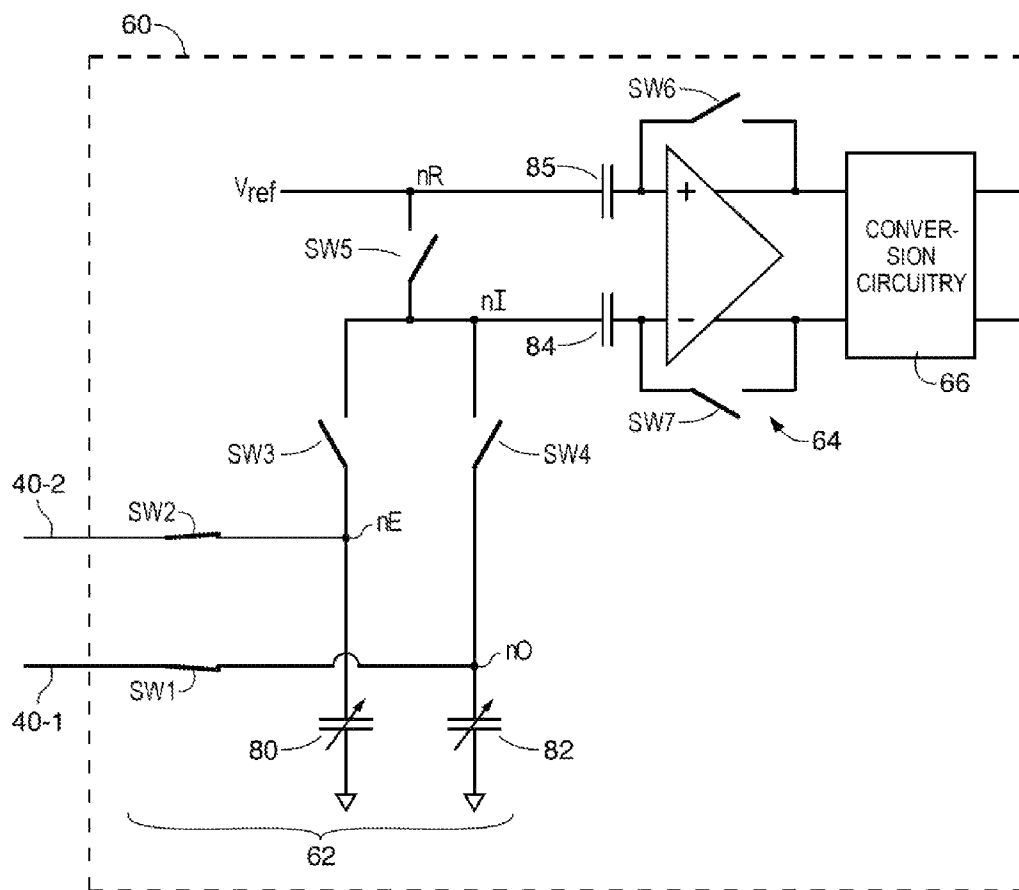 60
SW6
85
nR
Vref
+
SW5
CONVER-
SION
CIRCUITRY
nI
−
84
66
SW7
64
SW3
SW4
40-2
SW2
nE
nO
SW1
40-1
80
82
62